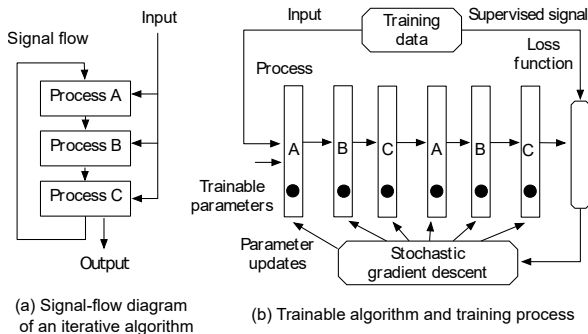 Input
Signal flow
Process A
Process B
Process C
Output
(a) Signal-flow diagram
of an iterative algorithm
Input
Training
data
Supervised signal
Loss
function
Process
A
B
C
A
B
C
Trainable
parameters
Parameter
updates
Stochastic
gradient descent
(b) Trainable algorithm and training process